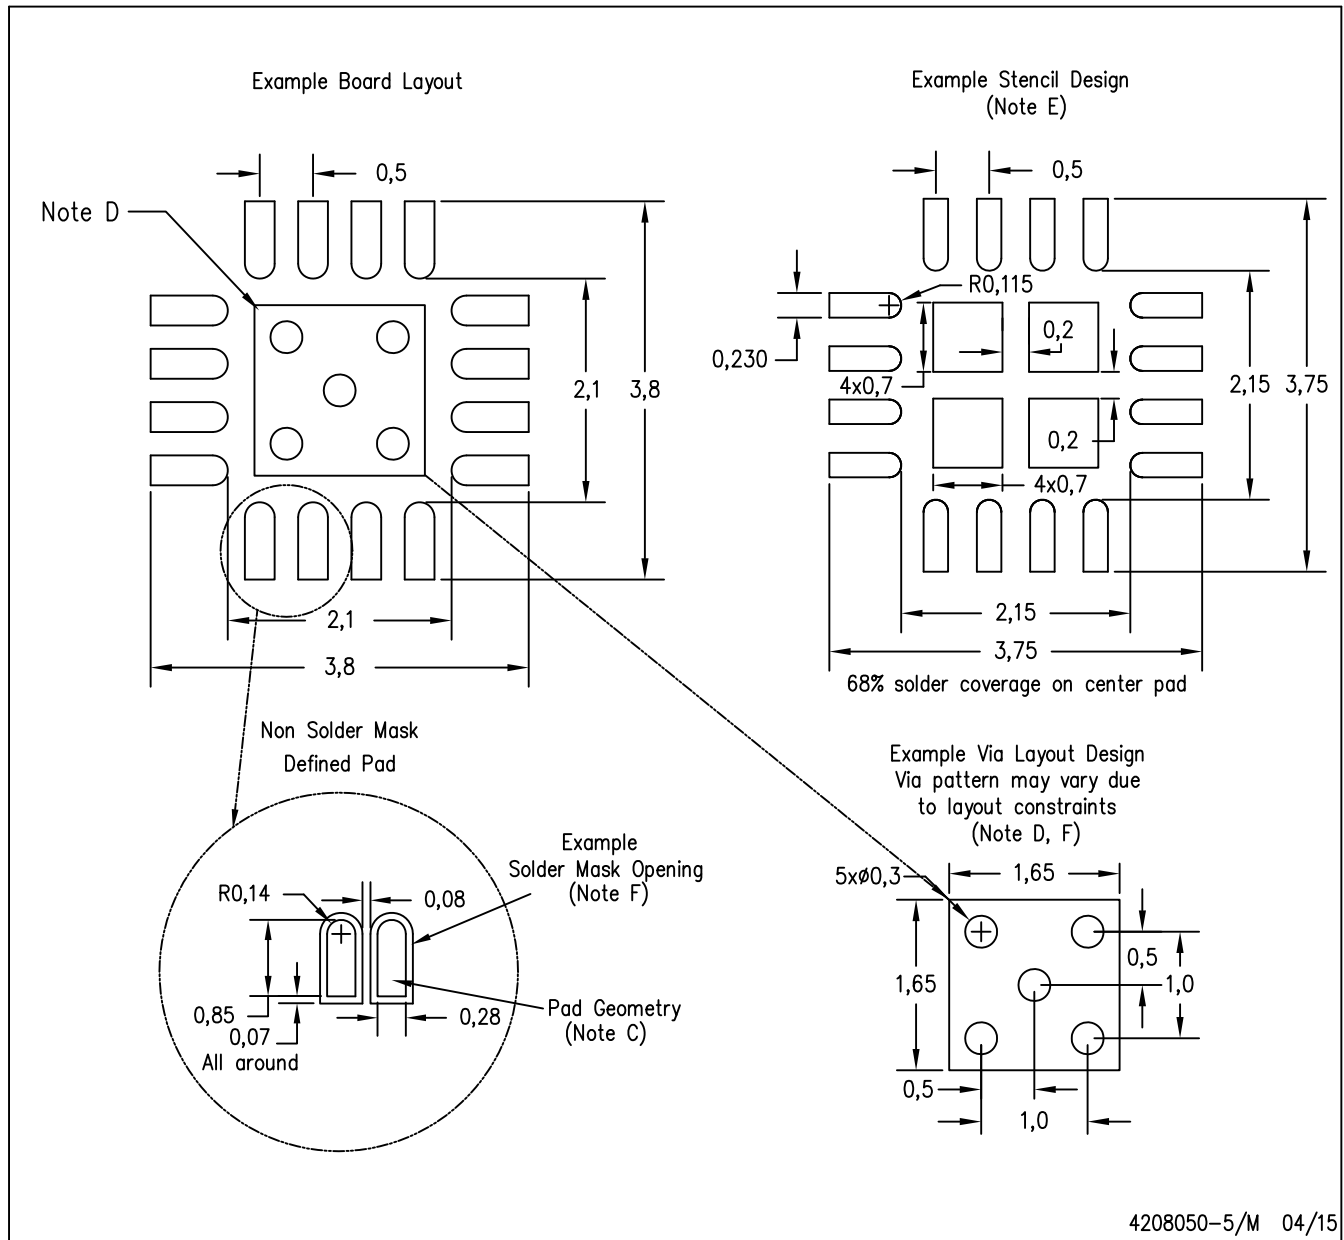 Example Board Layout
0,5
Note D
2,1
3,8
2,1
3,8
Example Stencil Design
(Note E)
0,5
R0,115
0,230
0,2
4x0,7
2,15
3,75
0,2
4x0,7
2,15
3,75
68% solder coverage on center pad
Non Solder Mask
Defined Pad
Example
Solder Mask Opening
(Note F)
R0,14
0,08
0,85
0,07
All around
0,28
Pad Geometry
(Note C)
Example Via Layout Design
Via pattern may vary due
to layout constraints
(Note D, F)
5xø0,3
1,65
1,65
0,5
1,0
0,5
1,0
4208050-5/M 04/15